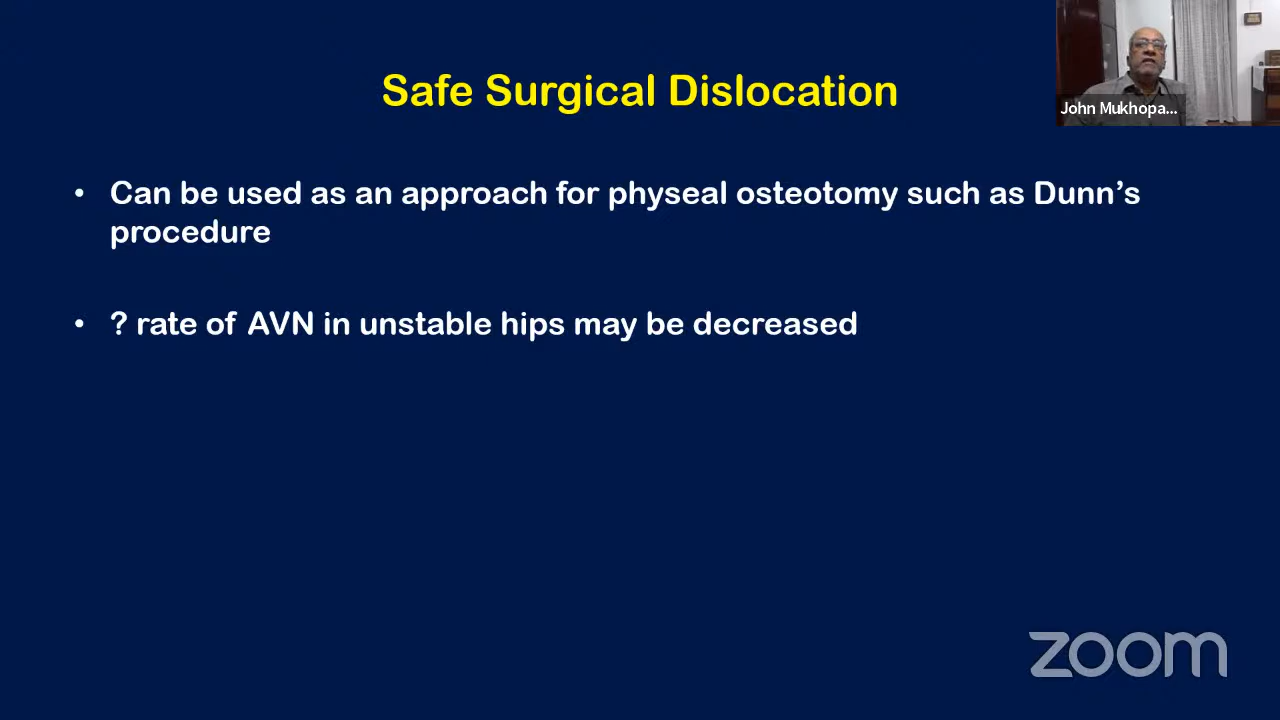 Safe Surgical Dislocation
John Mukhopa...
• Can be used as an approach for physeal osteotomy such as Dunn’s
procedure
• ? rate of AVN in unstable hips may be decreased
zoom